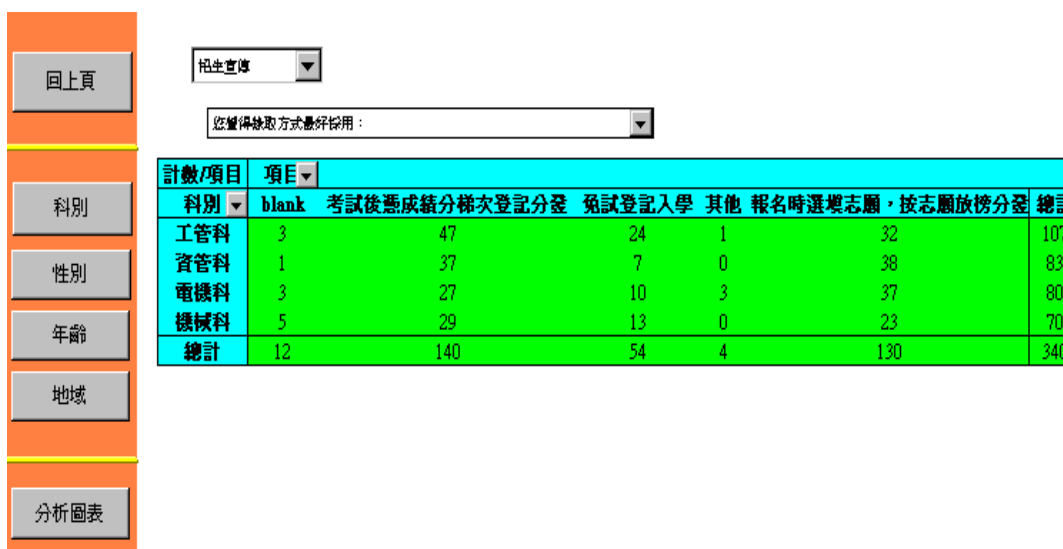 回上頁
科別
性別
年齡
地域
分析圖表
招生宣傳
您覺得錄取方式最好採用：
計數/項目 項目
科別 blank 考試後憑成績分梯次登記分發 免試登記入學 其他 報名時選填志願，按志願放榜分發 總計
工管科 3 47 24 1 32 107
資管科 1 37 7 0 38 83
電機科 3 27 10 3 37 80
機械科 5 29 13 0 23 70
總計 12 140 54 4 130 340